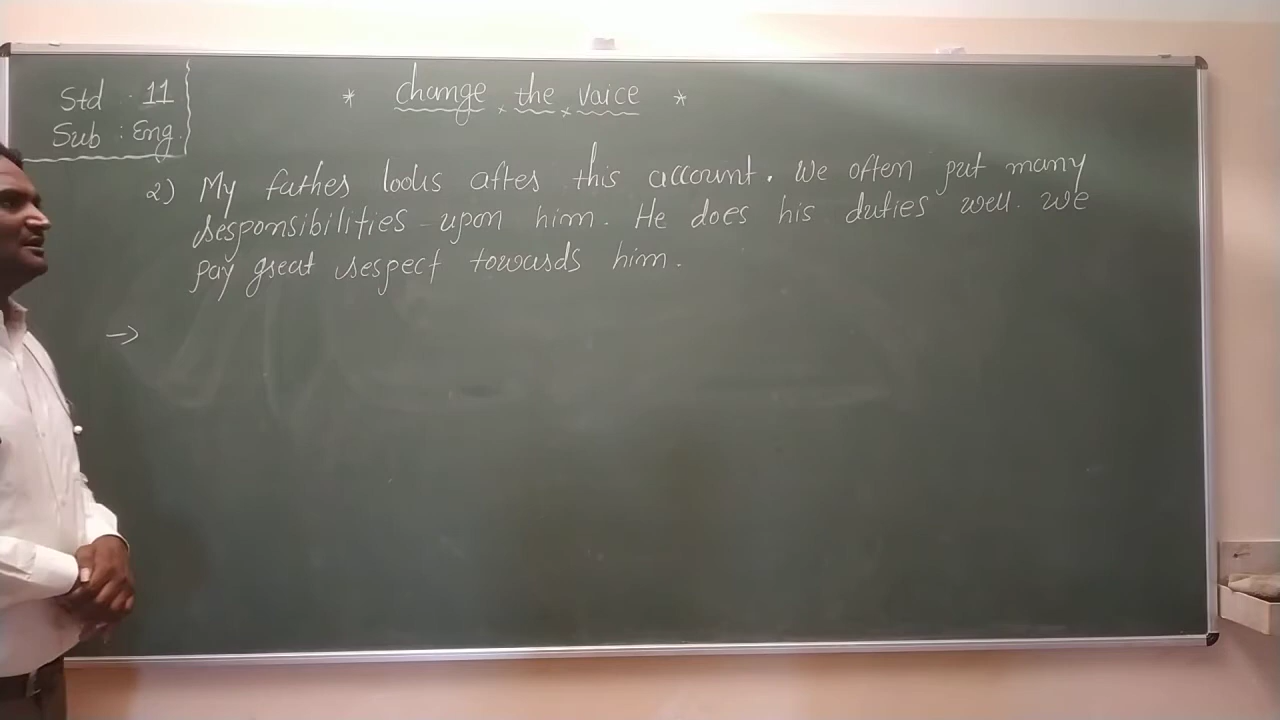 Std : 11
Sub : Eng.
* change the vaice *
2) My father looks after this account. We often put many
responsibilities upon him. He does his duties well. We
pay great respect towards him.
→